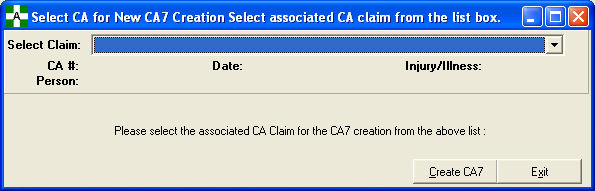 A Select CA for New CA7 Creation Select associated CA claim from the list box.
Select Claim:
CA #: Date: Injury/Illness:
Person:
Please select the associated CA Claim for the CA7 creation from the above list :
Create CA7 Exit